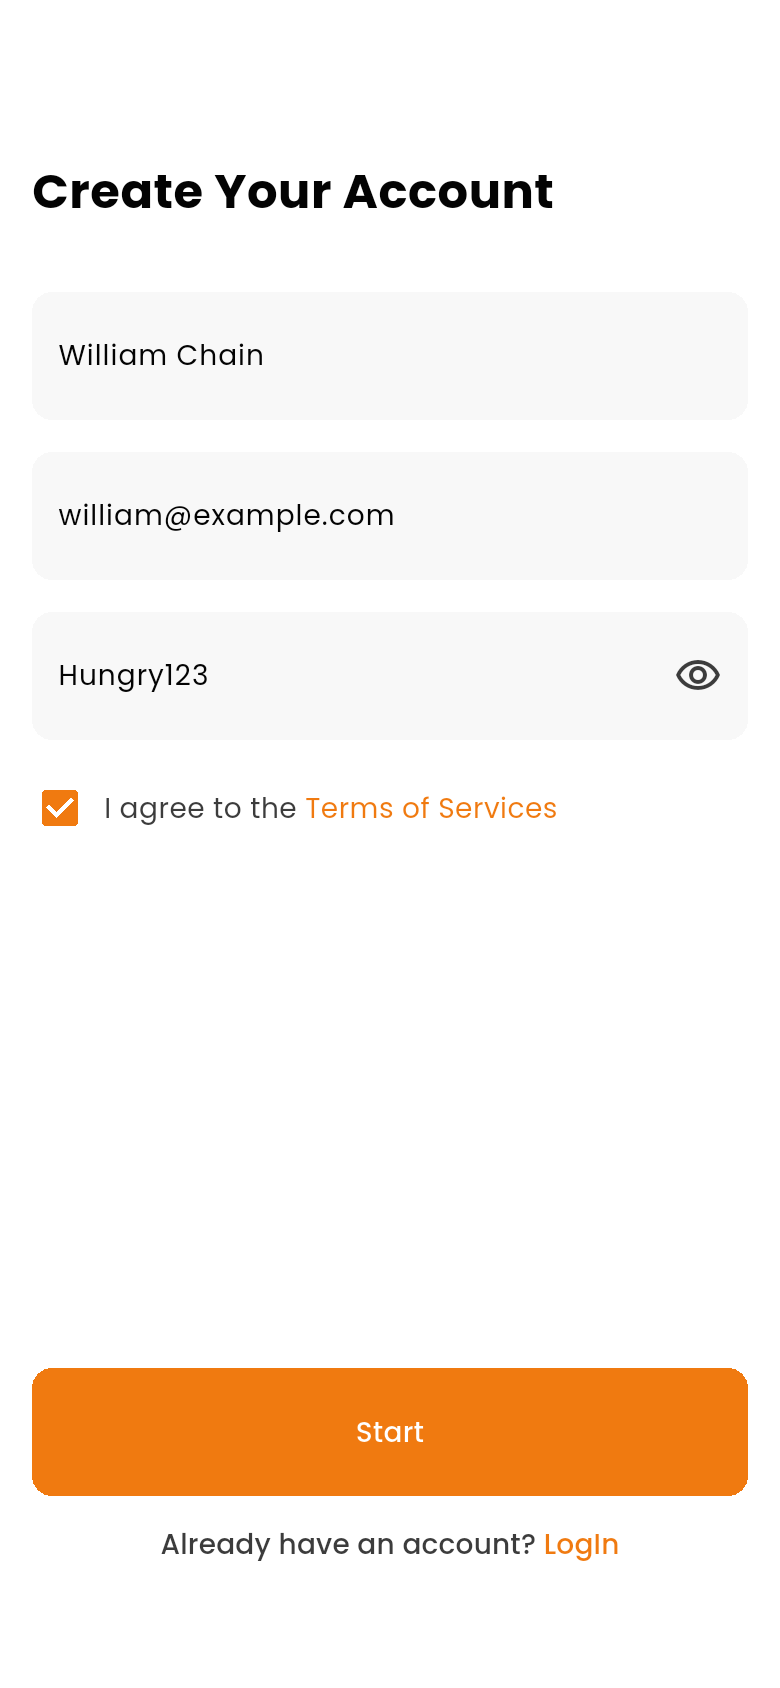 Create Your Account
William Chain
william@example.com
Hungry123
I agree to the Terms of Services
Start
Already have an account? LogIn